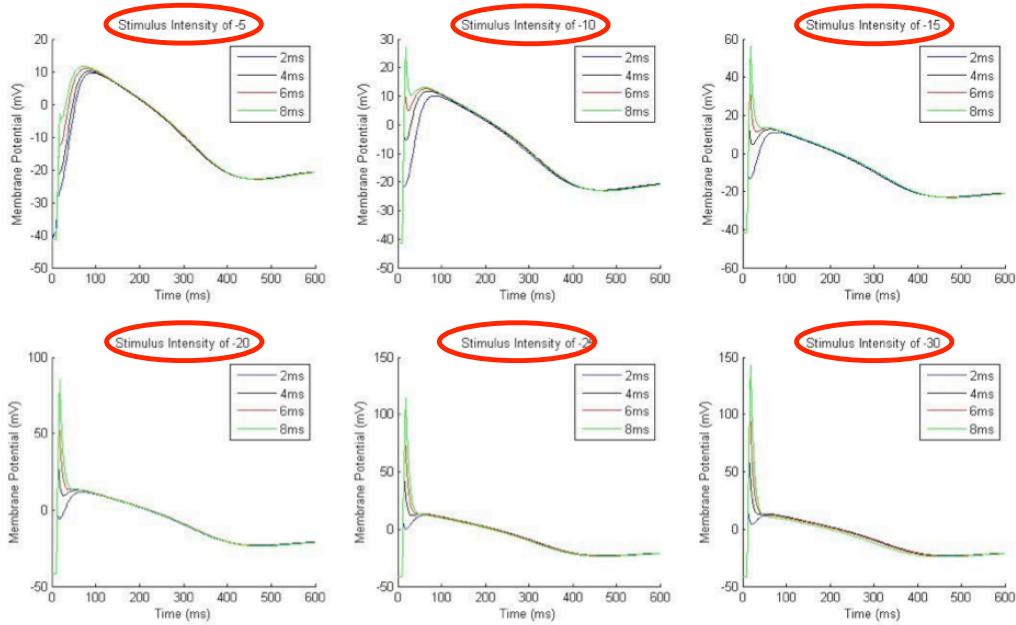 Stimulus Intensity of -5
20
10
0
-10
-20
-30
-40
-50
Membrane Potential (mV)
2ms
4ms
6ms
8ms
0 100 200 300 400 500 600
Time (ms)
Stimulus Intensity of -10
30
20
10
0
-10
-20
-30
-40
-50
Membrane Potential (mV)
2ms
4ms
6ms
8ms
0 100 200 300 400 500 600
Time (ms)
Stimulus Intensity of -15
60
40
20
0
-20
-40
-60
Membrane Potential (mV)
2ms
4ms
6ms
8ms
0 100 200 300 400 500 600
Time (ms)
Stimulus Intensity of -20
100
50
0
-50
Membrane Potential (mV)
2ms
4ms
6ms
8ms
0 100 200 300 400 500 600
Time (ms)
Stimulus Intensity of -25
150
100
50
0
-50
Membrane Potential (mV)
2ms
4ms
6ms
8ms
0 100 200 300 400 500 600
Time (ms)
Stimulus Intensity of -30
150
100
50
0
-50
Membrane Potential (mV)
2ms
4ms
6ms
8ms
0 100 200 300 400 500 600
Time (ms)